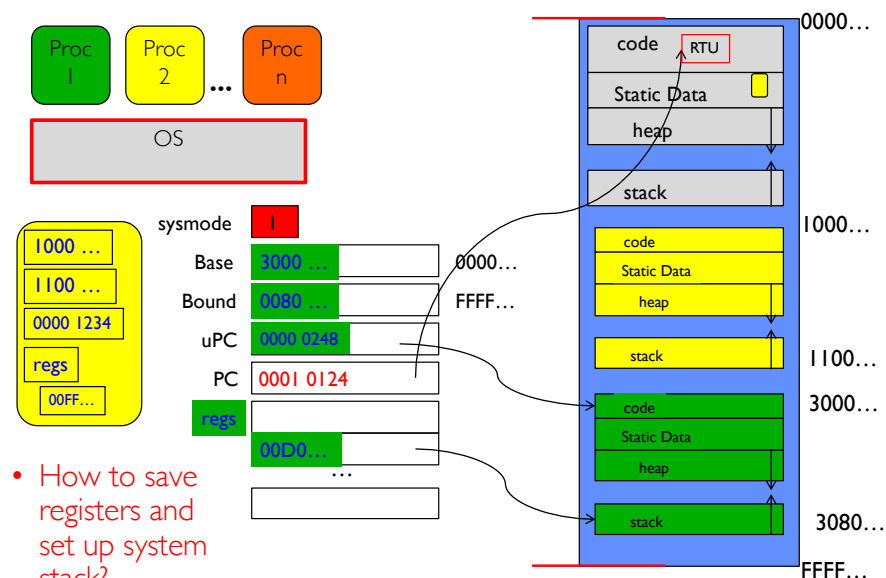 Proc
1
Proc
2
...
Proc
n
OS
sysmode
1
Base
3000 ...
0000...
Bound
0080 ...
FFFF...
uPC
0000 0248
PC
0001 0124
regs
00D0...
...
1000 ...
1100 ...
0000 1234
regs
00FF...
• How to save
registers and
set up system
stack?
0000...
code
RTU
Static Data
heap
stack
1000...
code
Static Data
heap
stack
1100...
3000...
code
Static Data
heap
stack
3080...
FFFF...